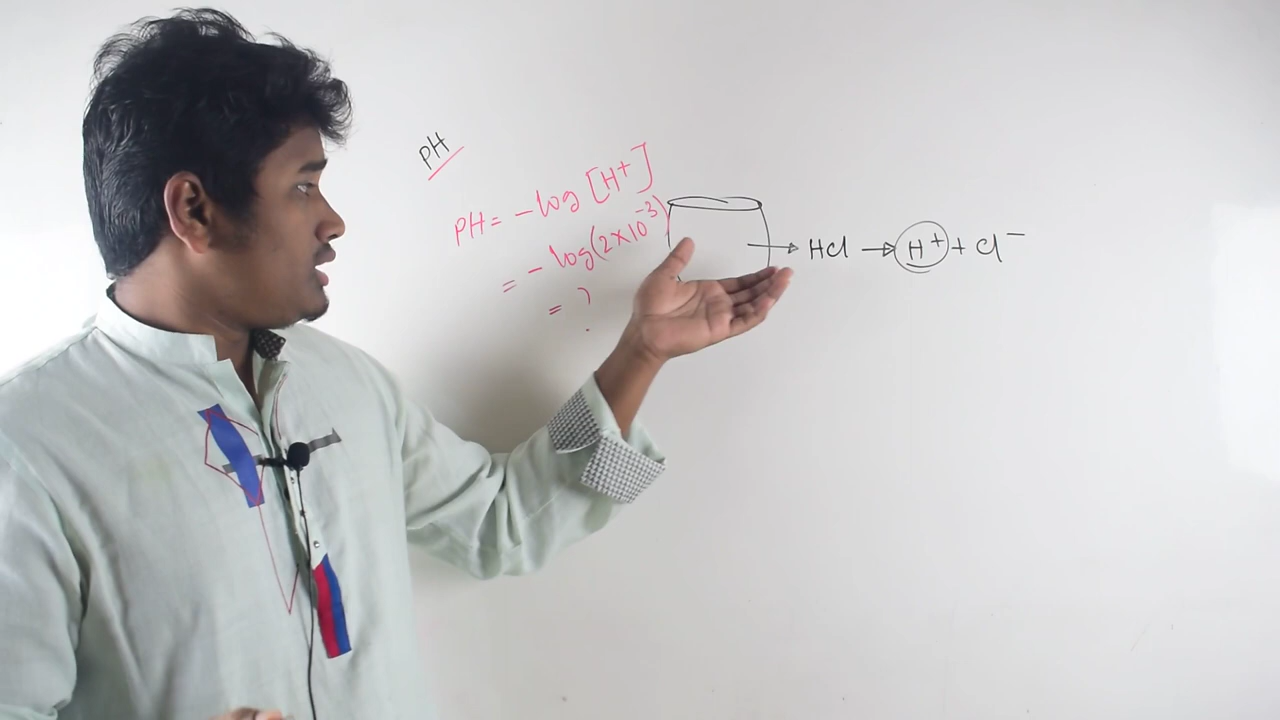 pH
PH = -log [H+]
= -log(2×10⁻³)
= ?
HCl → H+ + Cl⁻